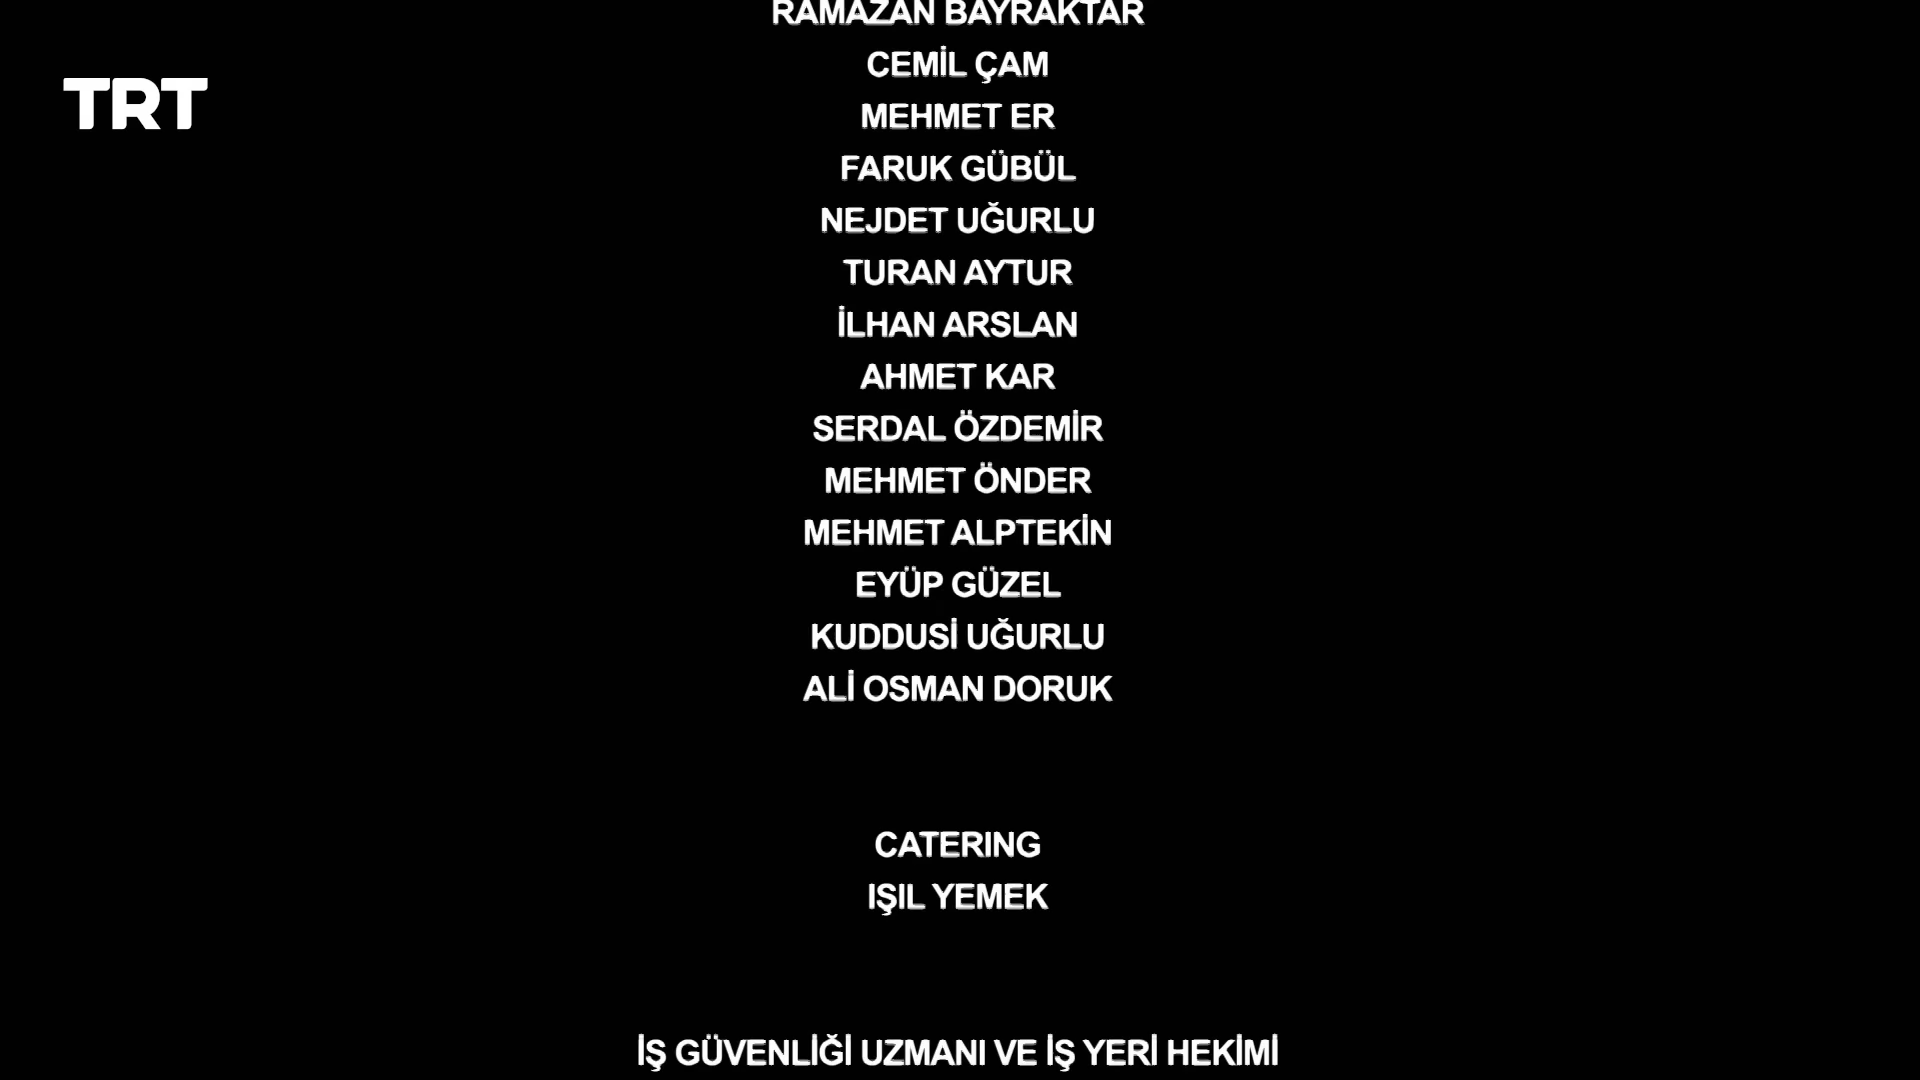 RAMAZAN BAYRAKTAR
TRT
CEMİL ÇAM
MEHMET ER
FARUK GÜBÜL
NEJDET UĞURLU
TURAN AYTUR
İLHAN ARSLAN
AHMET KAR
SERDAL ÖZDEMİR
MEHMET ÖNDER
MEHMET ALPTEKİN
EYÜP GÜZEL
KUDDUSİ UĞURLU
ALİ OSMAN DORUK
CATERING
IŞIL YEMEK
İŞ GÜVENLİĞİ UZMANI VE İŞ YERİ HEKİMİ